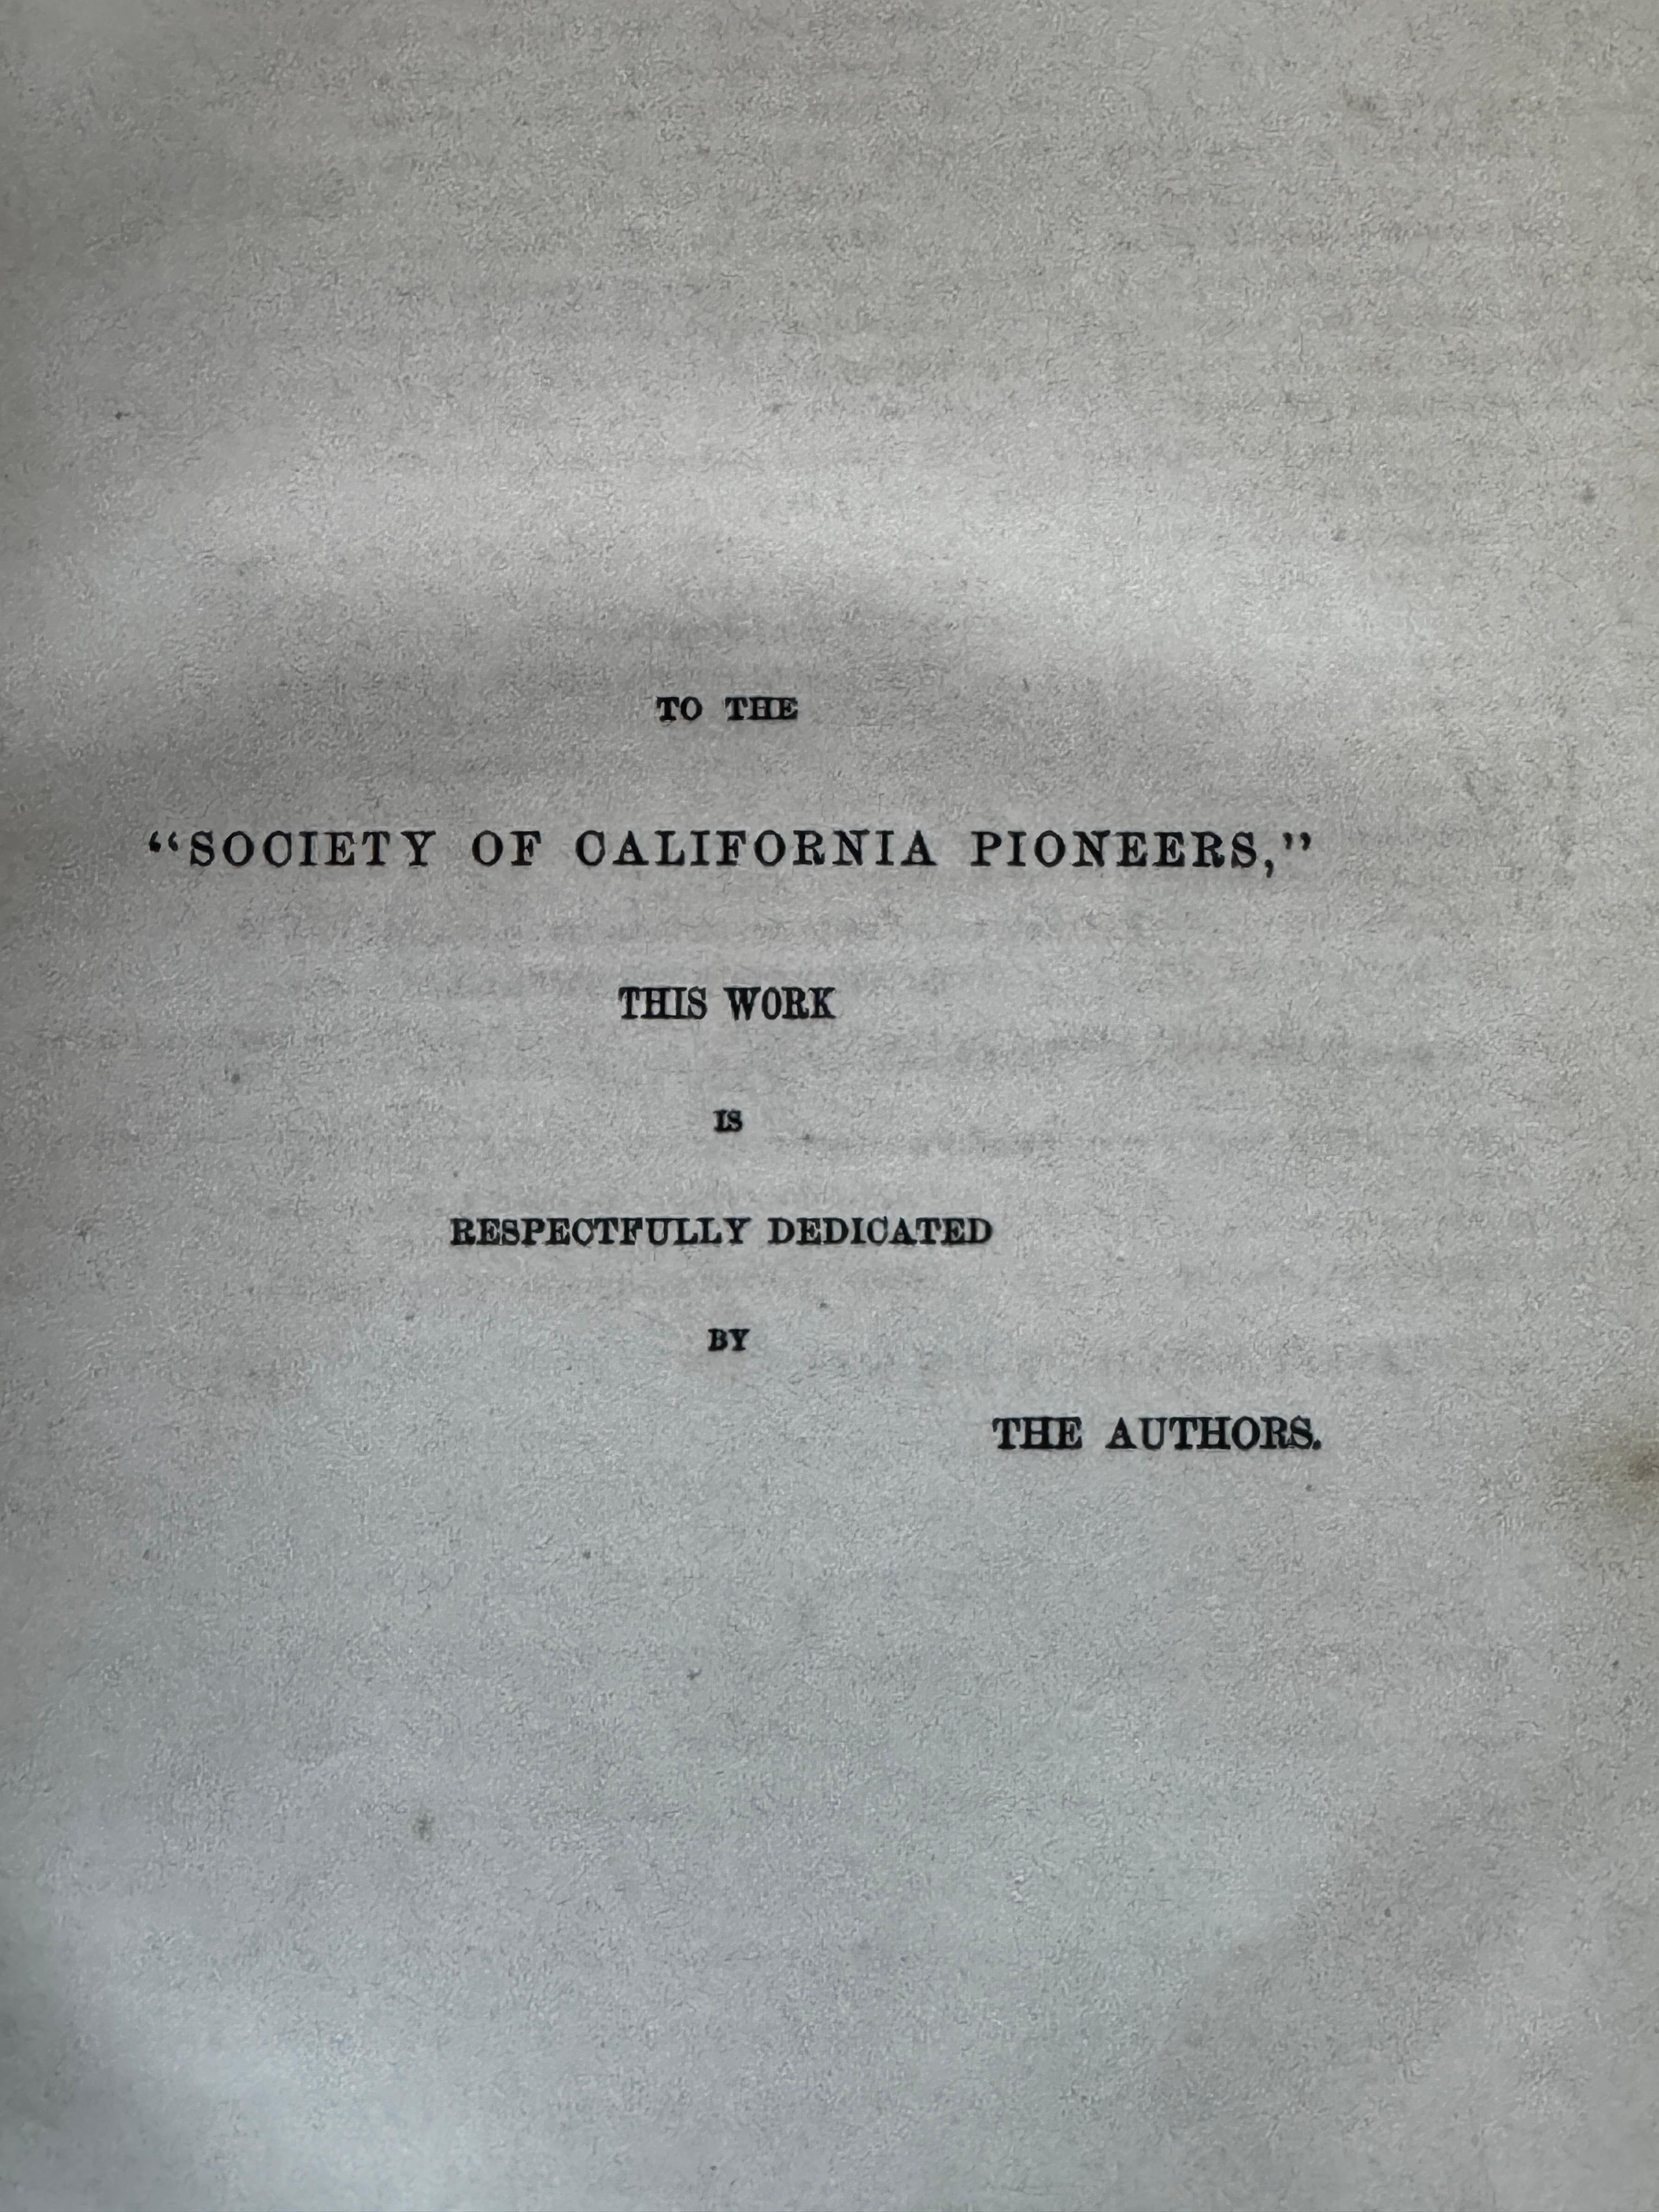 TO THE
“SOCIETY OF CALIFORNIA PIONEERS,”
THIS WORK
IS
RESPECTFULLY DEDICATED
BY
THE AUTHORS.